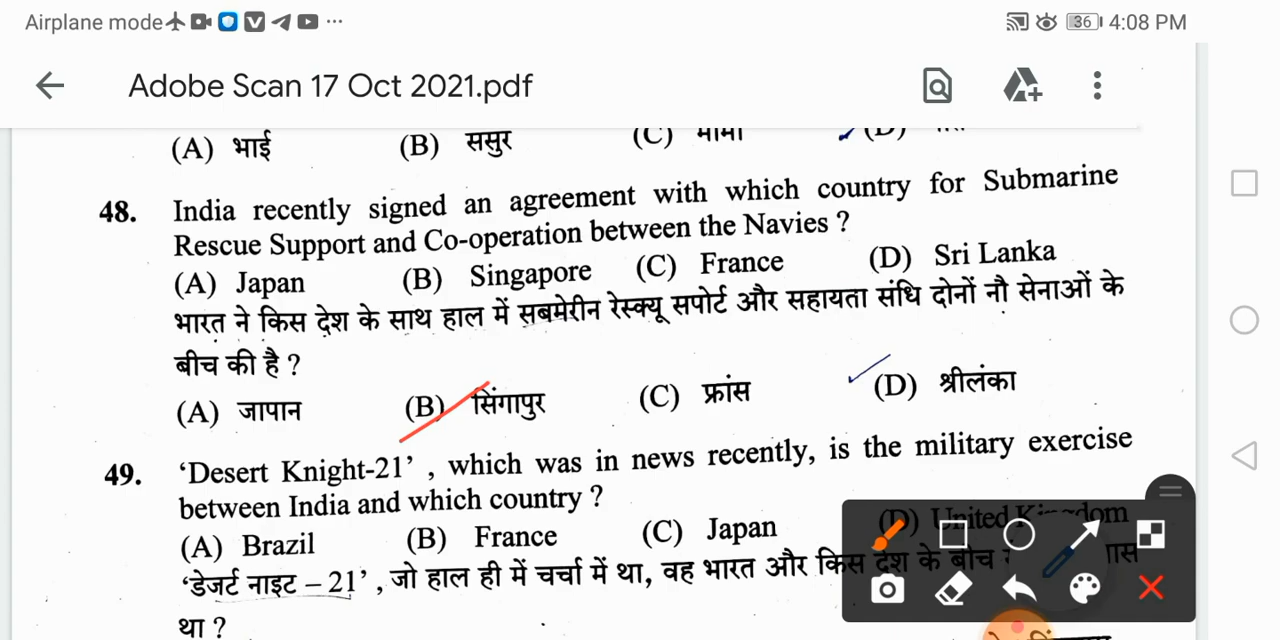 Airplane mode
36 4:08 PM
Adobe Scan 17 Oct 2021.pdf
(A) भाई (B) ससुर (C) मामा (D)
48. India recently signed an agreement with which country for Submarine
Rescue Support and Co-operation between the Navies ?
(A) Japan (B) Singapore (C) France (D) Sri Lanka
भारत ने किस देश के साथ हाल में सबमेरीन रेस्क्यू सपोर्ट और सहायता संधि दोनों नौ सेनाओं के
बीच की है ?
(A) जापान (B) सिंगापुर (C) फ्रांस (D) श्रीलंका
49. ‘Desert Knight-21’ , which was in news recently, is the military exercise
between India and which country ?
(A) Brazil (B) France (C) Japan (D) United Kingdom
‘डेजर्ट नाइट – 21’ , जो हाल ही में चर्चा में था, वह भारत और किस देश के बीच
था ?